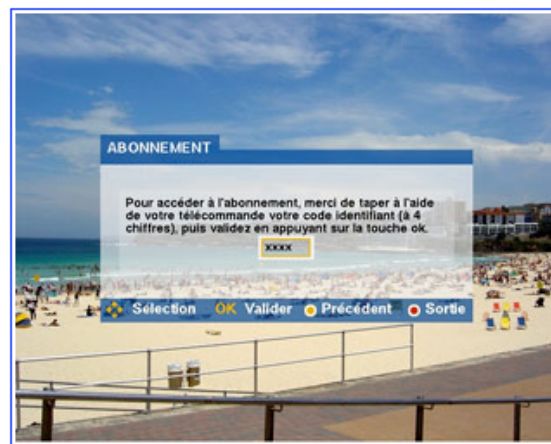 ABONNEMENT
Pour accéder à l'abonnement, merci de taper à l'aide
de votre télécommande votre code identifiant (à 4
chiffres), puis validez en appuyant sur la touche ok.
xxxx
Sélection OK Valider Précédent Sortie